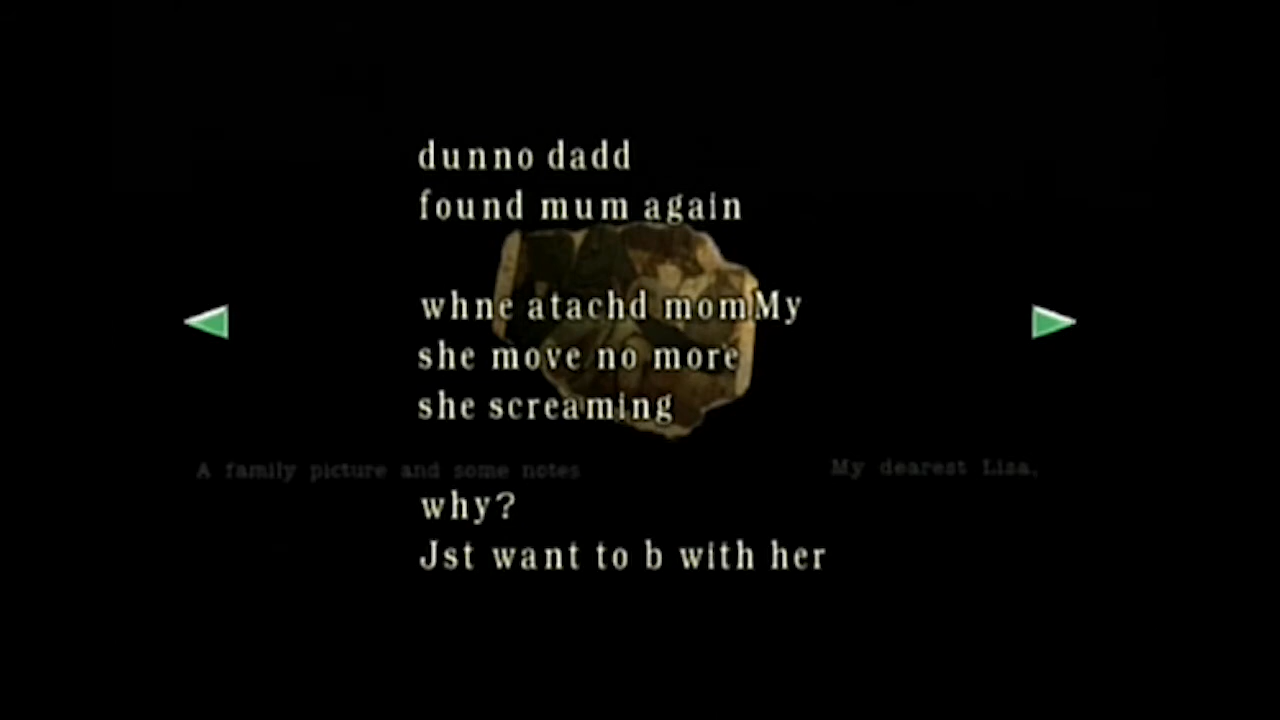 dunno dadd
found mum again
whne atachd momMy
she move no more
she screaming
A family picture and some notes
My dearest Lisa,
why?
Jst want to b with her